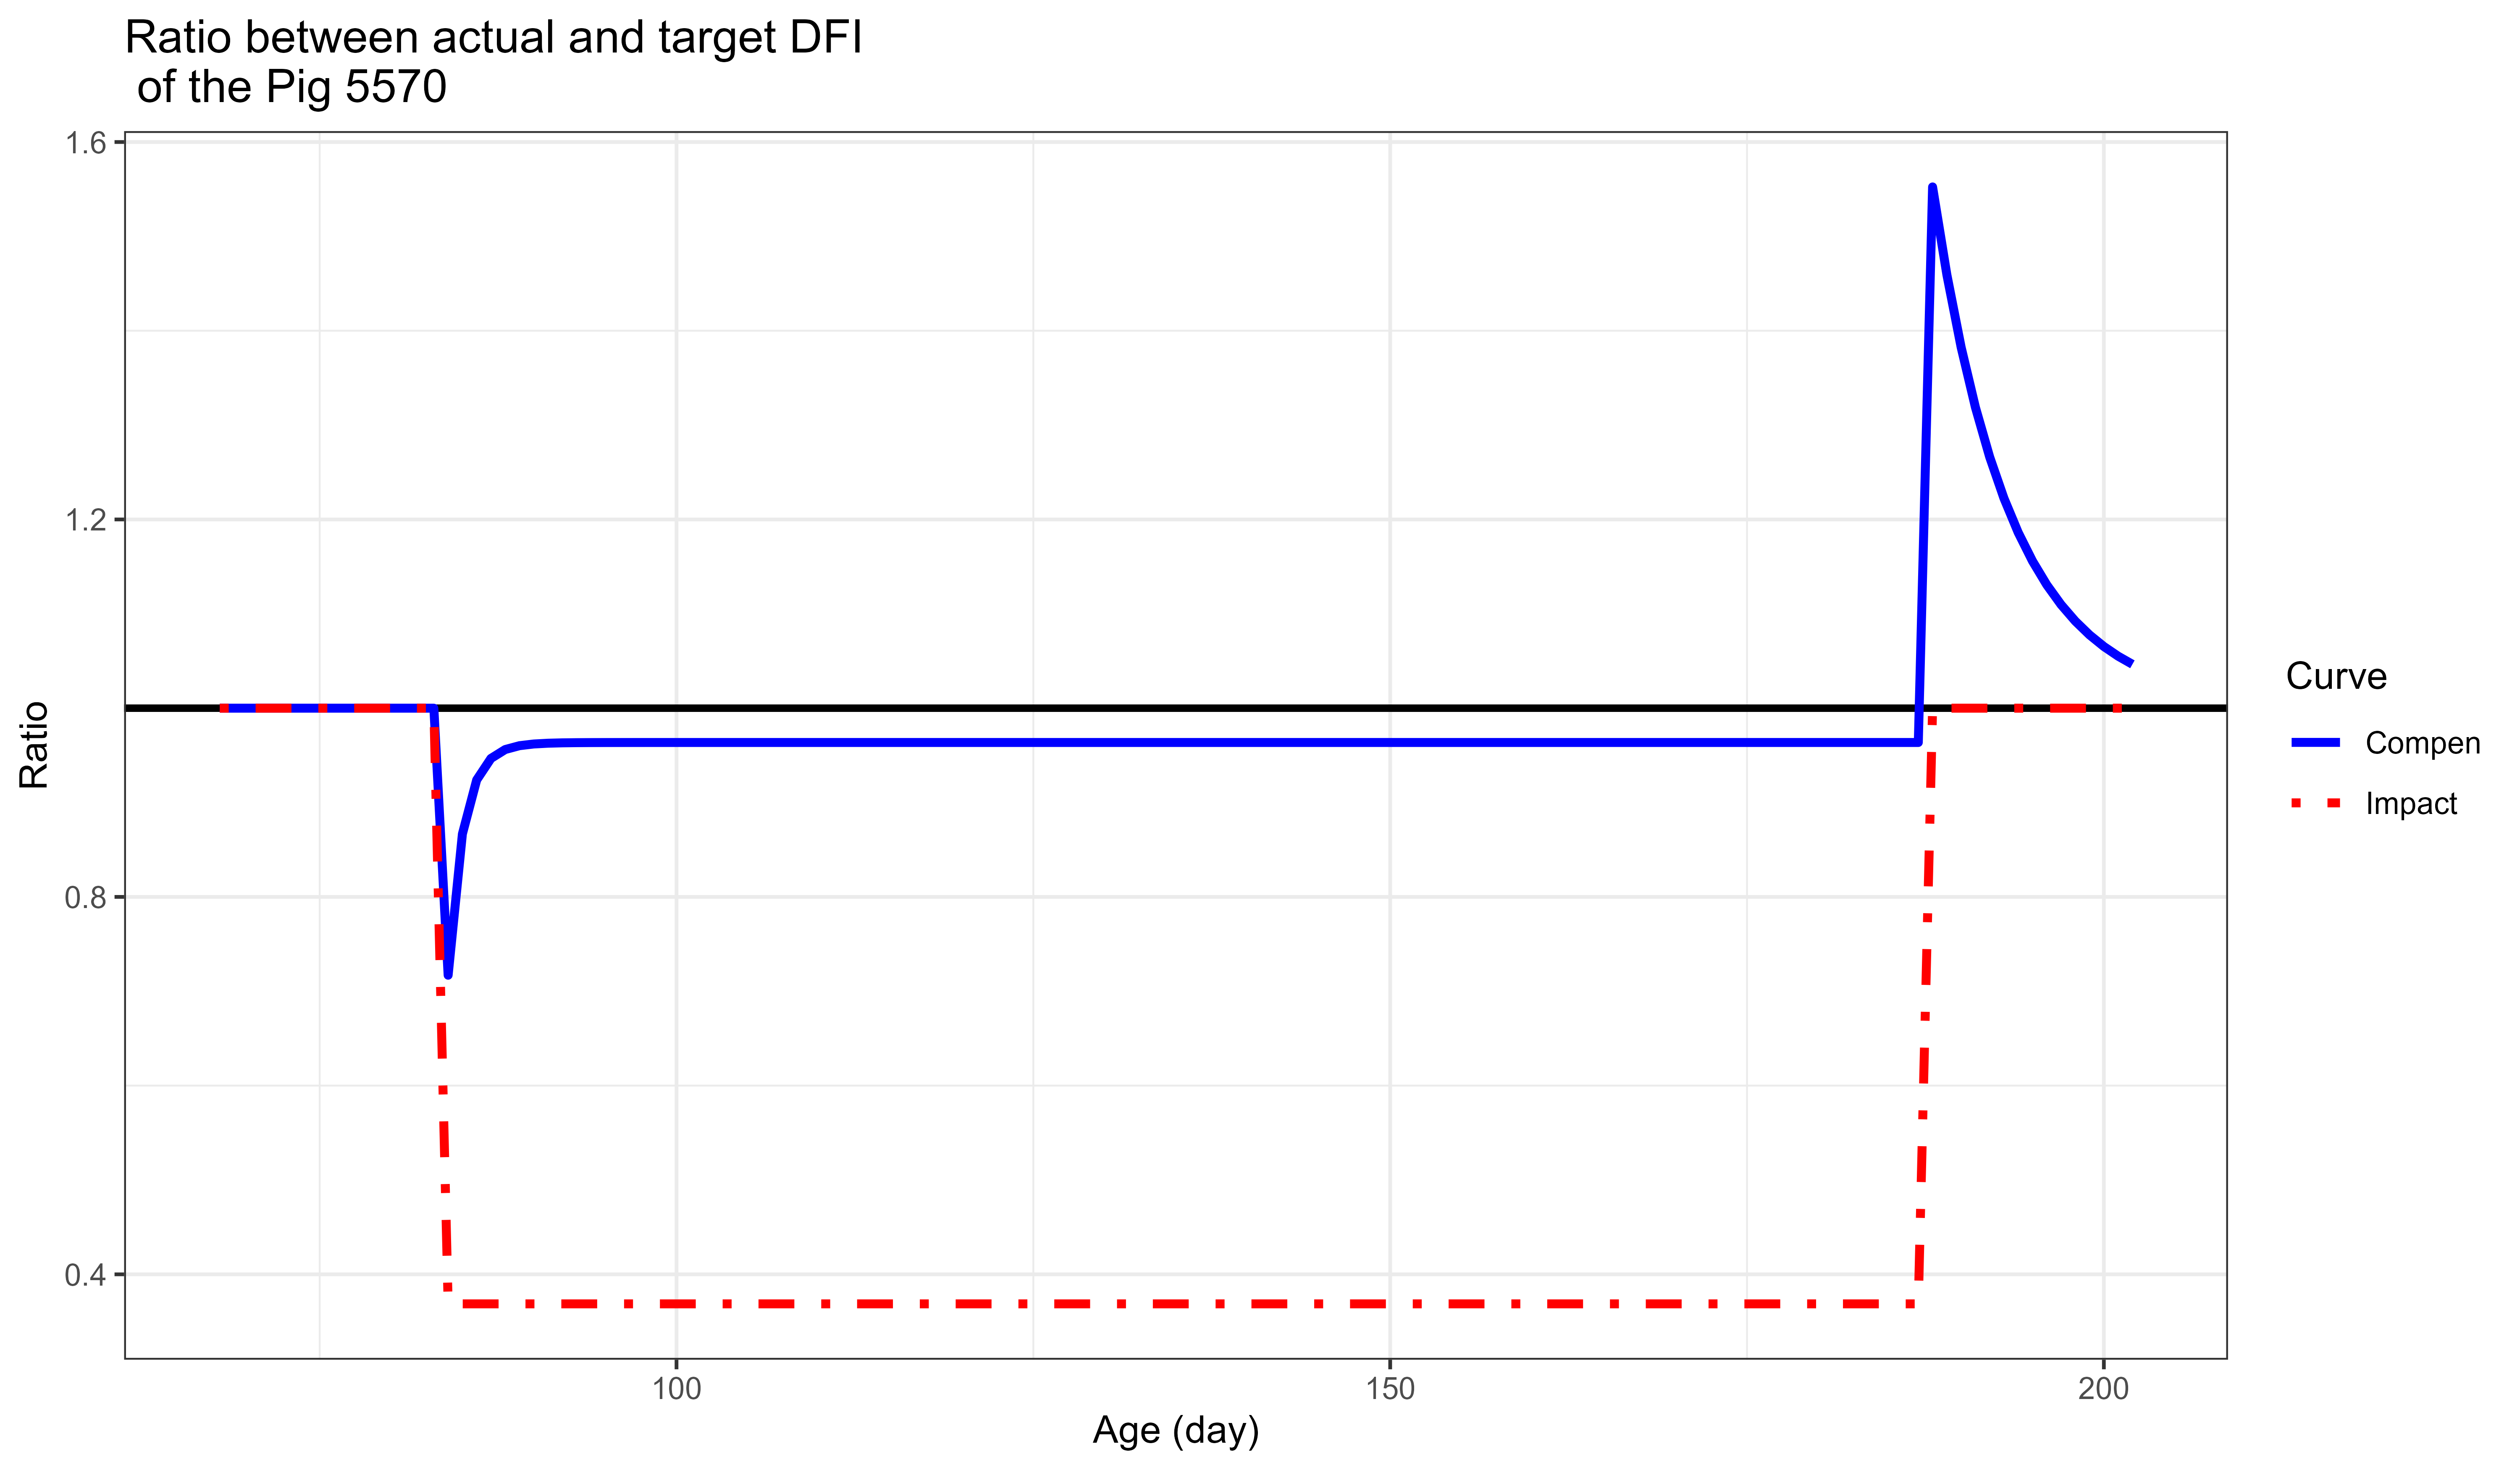 Ratio between actual and target DFI
of the Pig 5570
1.6
1.2
0.8
0.4
Ratio
100
150
200
Age (day)
Curve
Compen
Impact